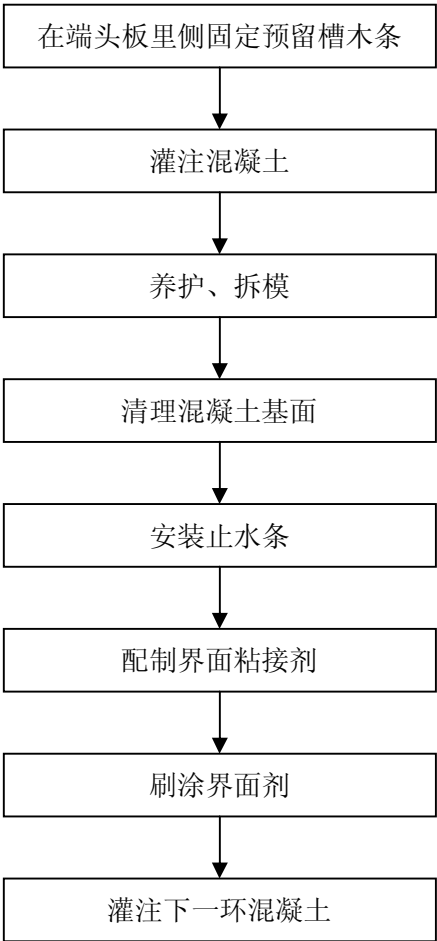 在端头板里侧固定预留槽木条
灌注混凝土
养护、拆模
清理混凝土基面
安装止水条
配制界面粘接剂
刷涂界面剂
灌注下一环混凝土